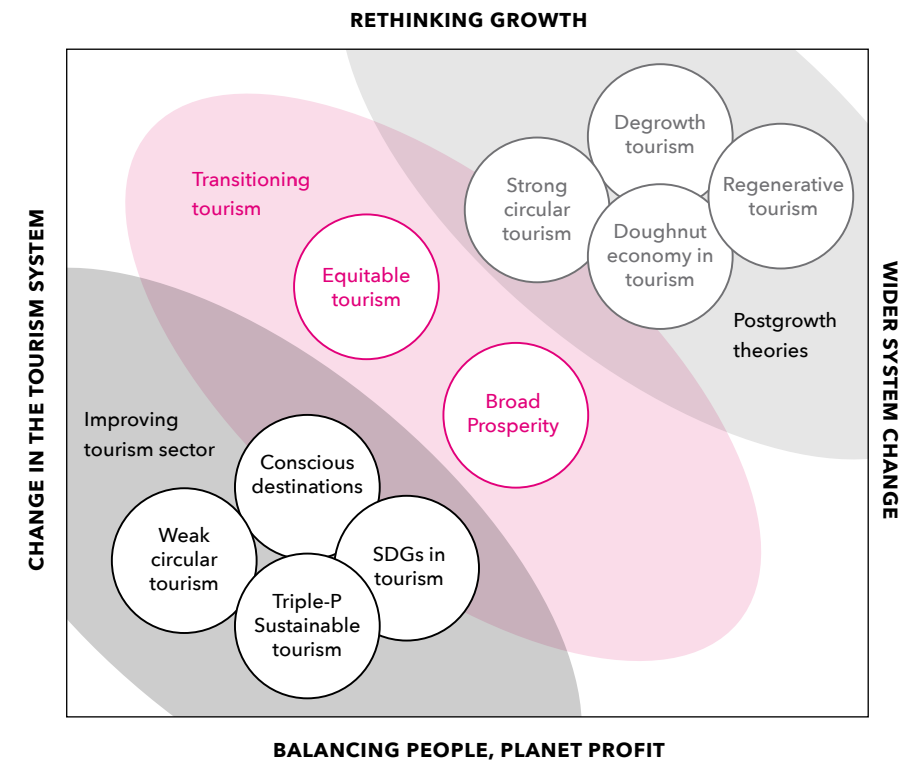 RETHINKING GROWTH
CHANGE IN THE TOURISM SYSTEM
WIDER SYSTEM CHANGE
Transitioning
tourism
Equitable
tourism
Broad
Prosperity
Degrowth
tourism
Strong
circular
tourism
Regenerative
tourism
Doughnut
economy in
tourism
Postgrowth
theories
Improving
tourism sector
Conscious
destinations
Weak
circular
tourism
SDGs in
tourism
Triple-P
Sustainable
tourism
BALANCING PEOPLE, PLANET PROFIT